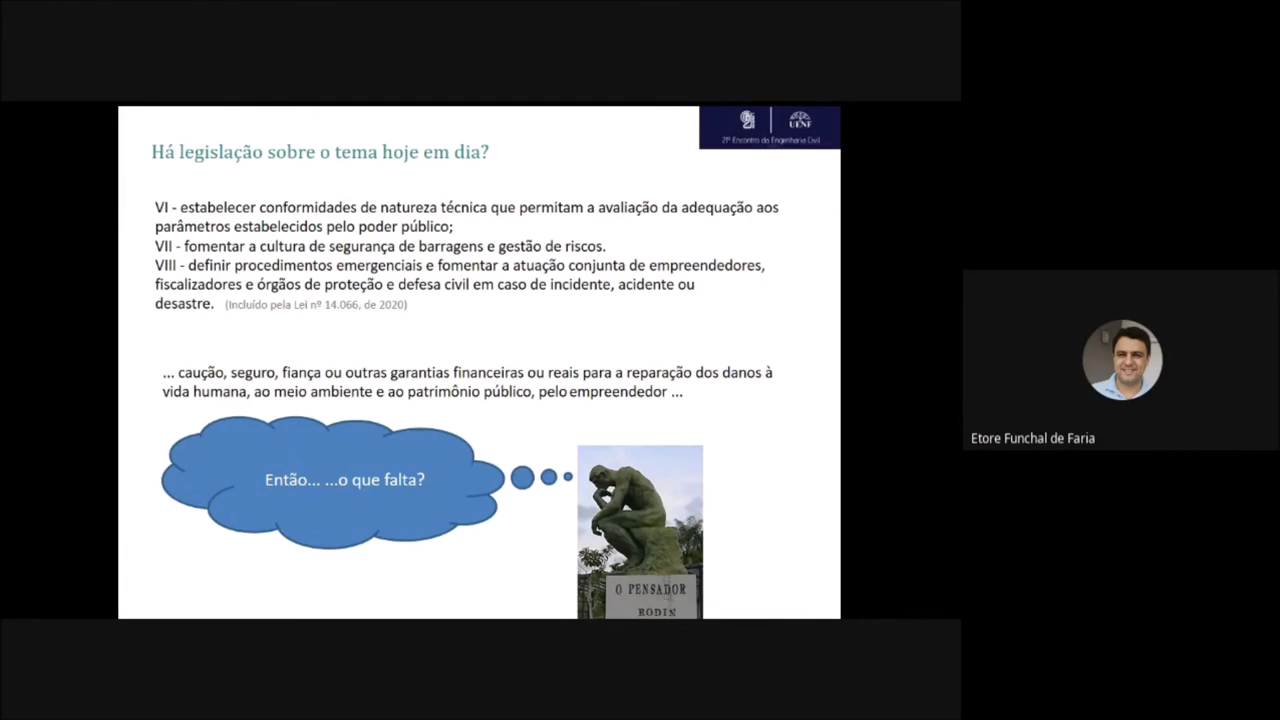 UENF
21º Encontro da Engenharia Civil
Há legislação sobre o tema hoje em dia?
VI - estabelecer conformidades de natureza técnica que permitam a avaliação da adequação aos
parâmetros estabelecidos pelo poder público;
VII - fomentar a cultura de segurança de barragens e gestão de riscos.
VIII - definir procedimentos emergenciais e fomentar a atuação conjunta de empreendedores,
fiscalizadores e órgãos de proteção e defesa civil em caso de incidente, acidente ou
desastre. (Incluído pela Lei nº 14.066, de 2020)
... caução, seguro, fiança ou outras garantias financeiras ou reais para a reparação dos danos à
vida humana, ao meio ambiente e ao patrimônio público, pelo empreendedor ...
Então... ...o que falta?
O PENSADOR
RODIN
Etore Funchal de Faria